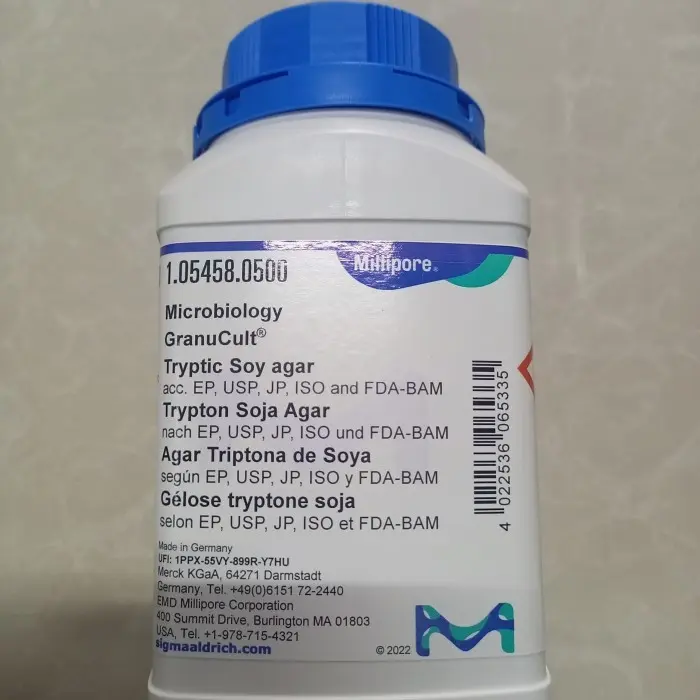 1.05458.0500
Millipore®
Microbiology
GranuCult®
Tryptic Soy agar
acc. EP, USP, JP, ISO and FDA-BAM
Trypton Soja Agar
nach EP, USP, JP, ISO und FDA-BAM
Agar Triptona de Soya
según EP, USP, JP, ISO y FDA-BAM
Gélose tryptone soja
selon EP, USP, JP, ISO et FDA-BAM
4 022536 065335
Made in Germany
UFI: 1PPX-55VY-899R-Y7HU
Merck KGaA, 64271 Darmstadt
Germany, Tel. +49(0)6151 72-2440
EMD Millipore Corporation
400 Summit Drive, Burlington MA 01803
USA, Tel. +1-978-715-4321
sigmaaldrich.com
© 2022
M